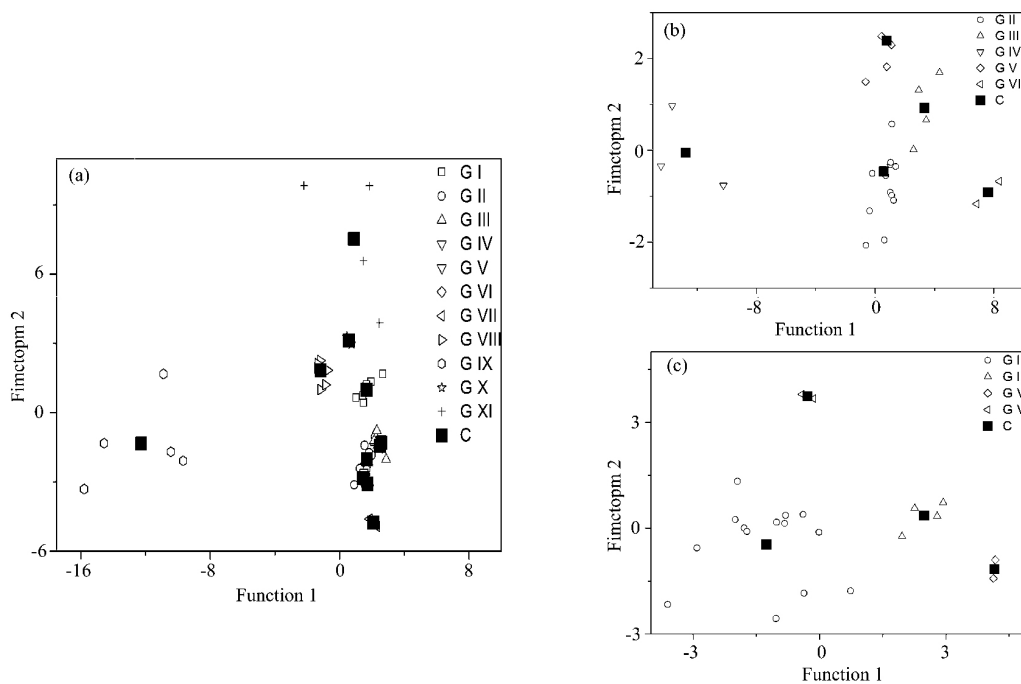 (a)
G I
G II
G III
G IV
G V
G VI
G VII
G VIII
G IX
G X
G XI
C
6
0
-6
-16
-8
0
8
Function 1
Fimctopm 2
(b)
G II
G III
G IV
G V
G VI
C
2
0
-2
-8
0
8
Function 1
Fimctopm 2
(c)
G I
G I
G V
G V
C
3
0
-3
-3
0
3
Function 1
Fimctopm 2